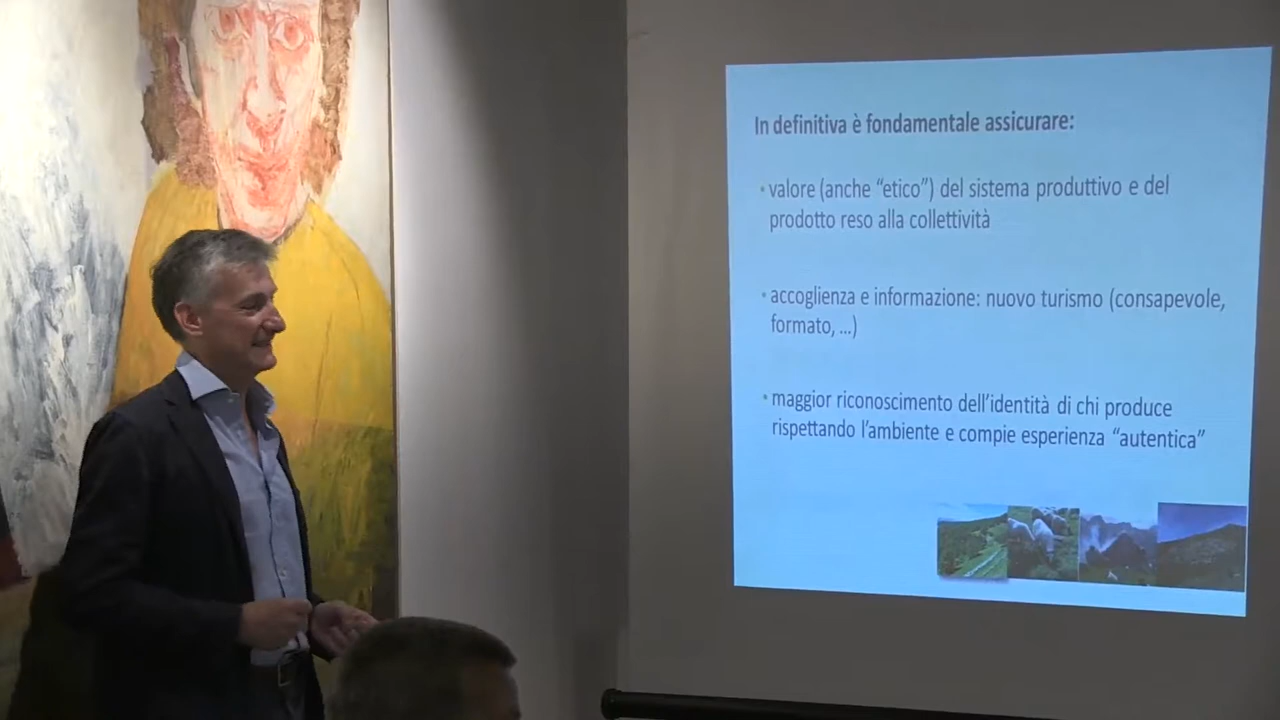 In definitiva è fondamentale assicurare:
• valore (anche “etico”) del sistema produttivo e del
prodotto reso alla collettività
• accoglienza e informazione: nuovo turismo (consapevole,
formato, ...)
• maggior riconoscimento dell’identità di chi produce
rispettando l’ambiente e compie esperienza “autentica”